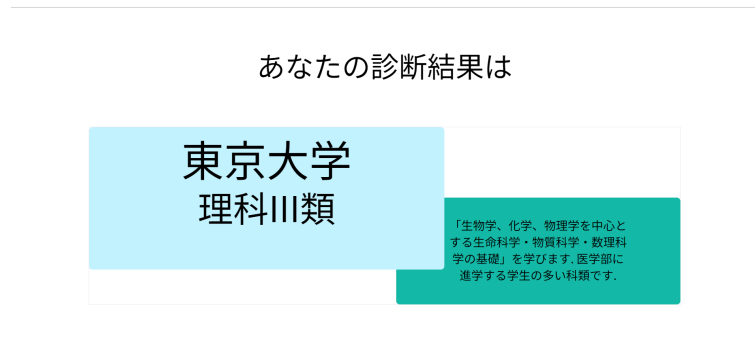 あなたの診断結果は
東京大学
理科III類
「生物学、化学、物理学を中心と
する生命科学・物質科学・数理科
学の基礎」を学びます. 医学部に
進学する学生の多い科類です.